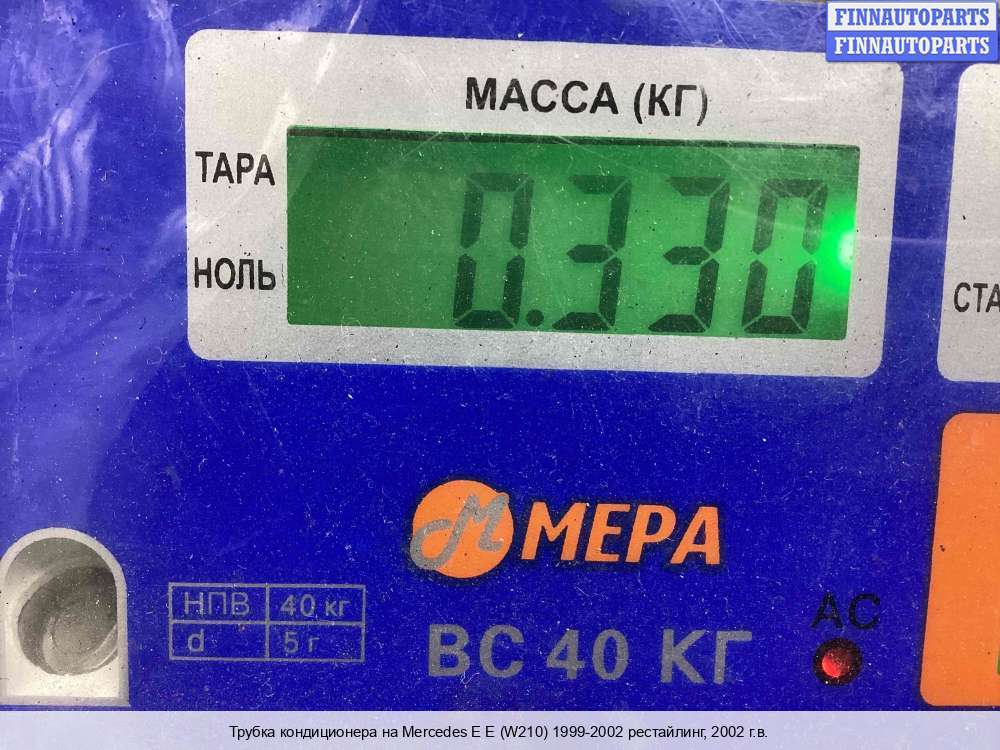 FINNAUTOPARTS
FINNAUTOPARTS
МАССА (КГ)
ТАРА
0.330
НОЛЬ
СТА
МЕРА
НПВ 40 кг
d 5 г
ВС 40 КГ
АС
Трубка кондиционера на Mercedes E E (W210) 1999-2002 рестайлинг, 2002 г.в.